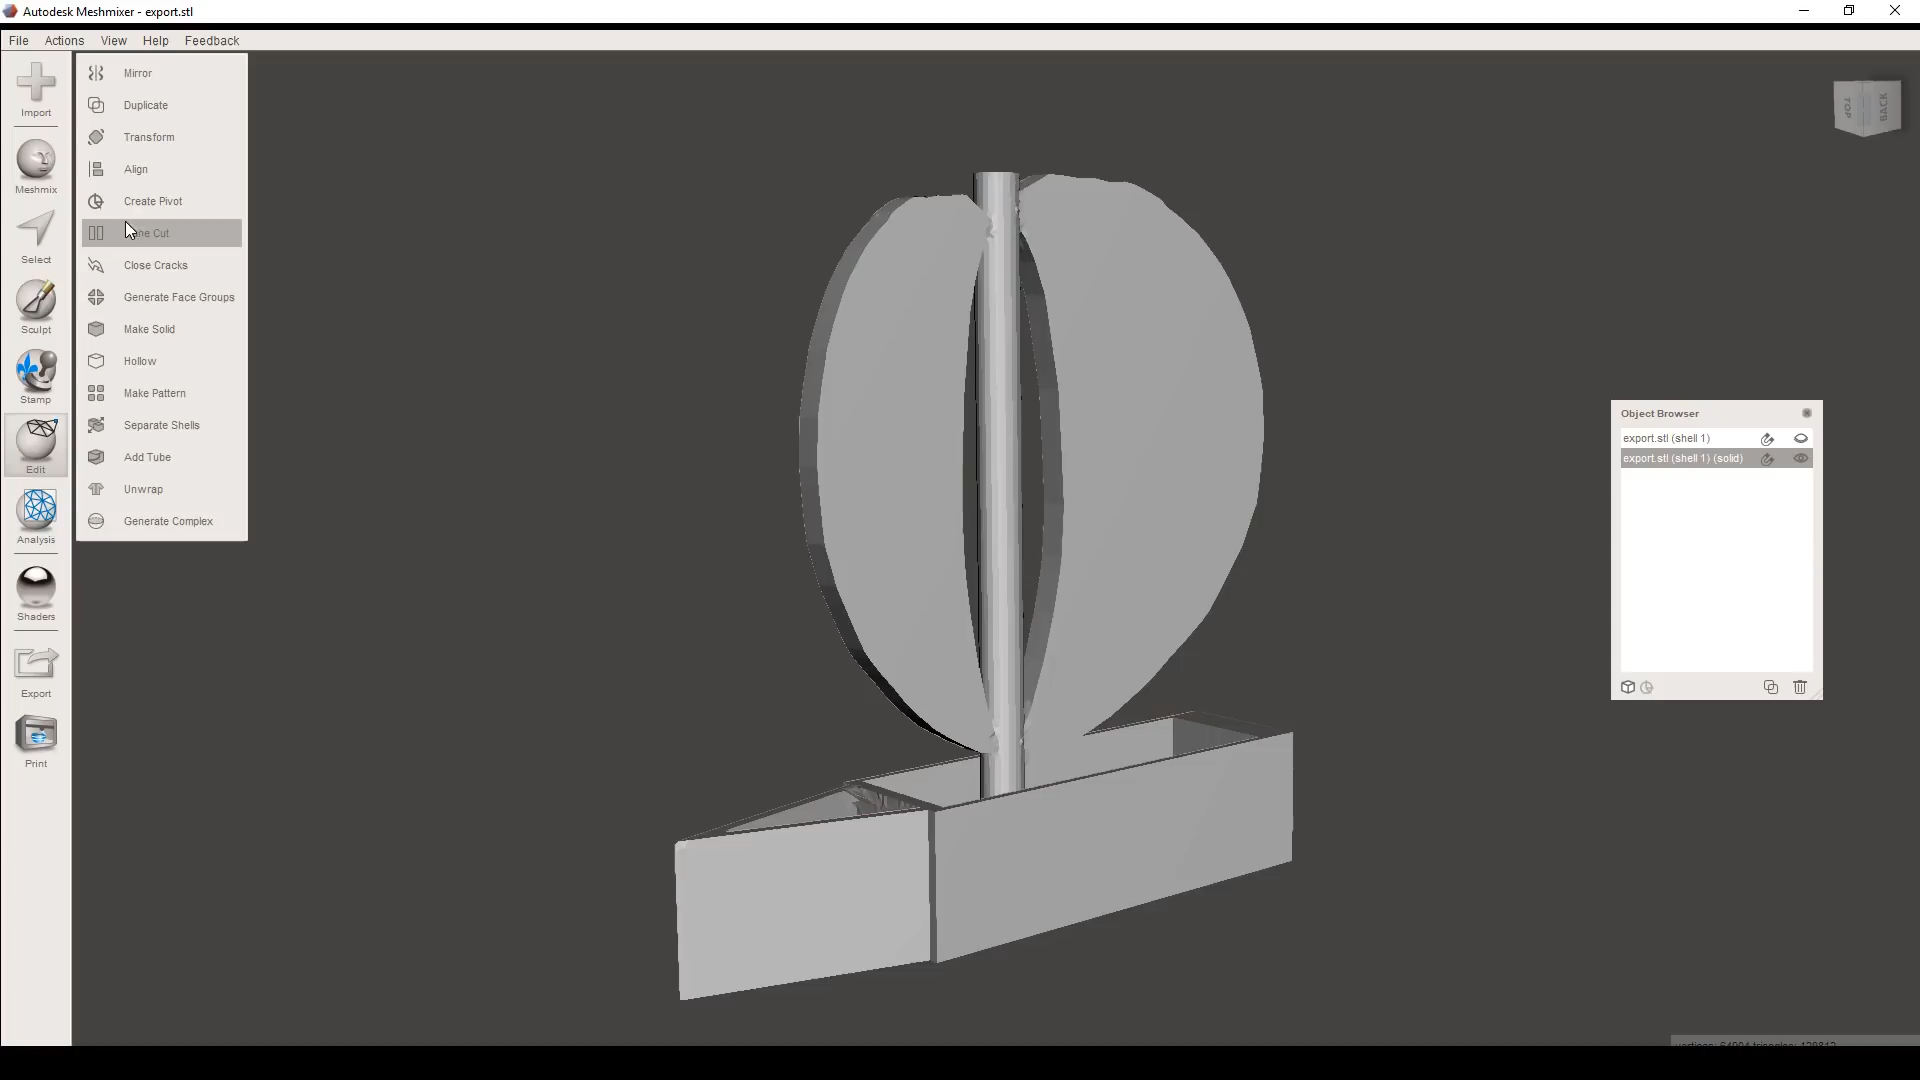 Autodesk Meshmixer - export.stl
File Actions View Help Feedback
Import
Meshmix
Select
Sculpt
Stamp
Edit
Analysis
Shaders
Export
Print
Mirror
Duplicate
Transform
Align
Create Pivot
Cut
Close Cracks
Generate Face Groups
Make Solid
Hollow
Make Pattern
Separate Shells
Add Tube
Unwrap
Generate Complex
TOP
BACK
Object Browser
export.stl (shell 1)
export.stl (shell 1) (solid)